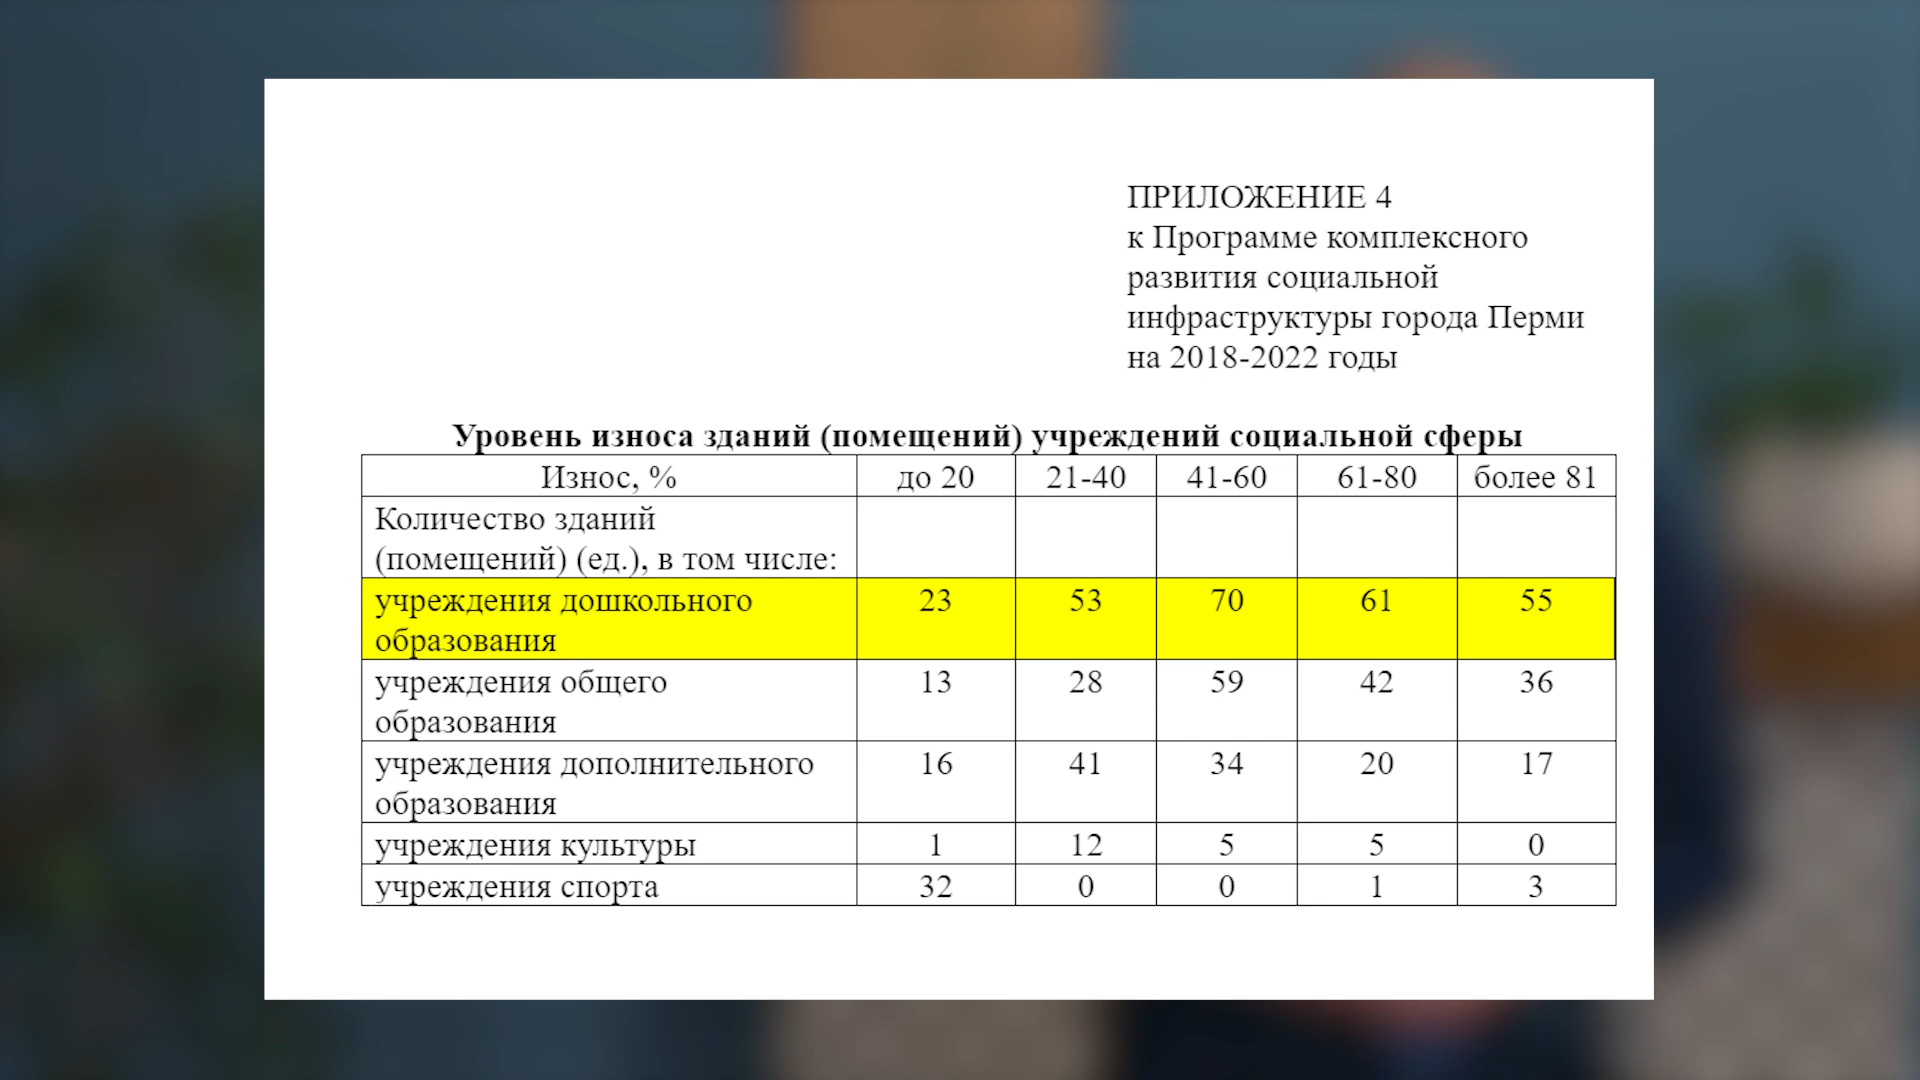 ПРИЛОЖЕНИЕ 4
к Программе комплексного
развития социальной
инфраструктуры города Перми
на 2018-2022 годы
Уровень износа зданий (помещений) учреждений социальной сферы
Износ, % до 20 21-40 41-60 61-80 более 81
Количество зданий
(помещений) (ед.), в том числе:
учреждения дошкольного 23 53 70 61 55
образования
учреждения общего 13 28 59 42 36
образования
учреждения дополнительного 16 41 34 20 17
образования
учреждения культуры 1 12 5 5 0
учреждения спорта 32 0 0 1 3